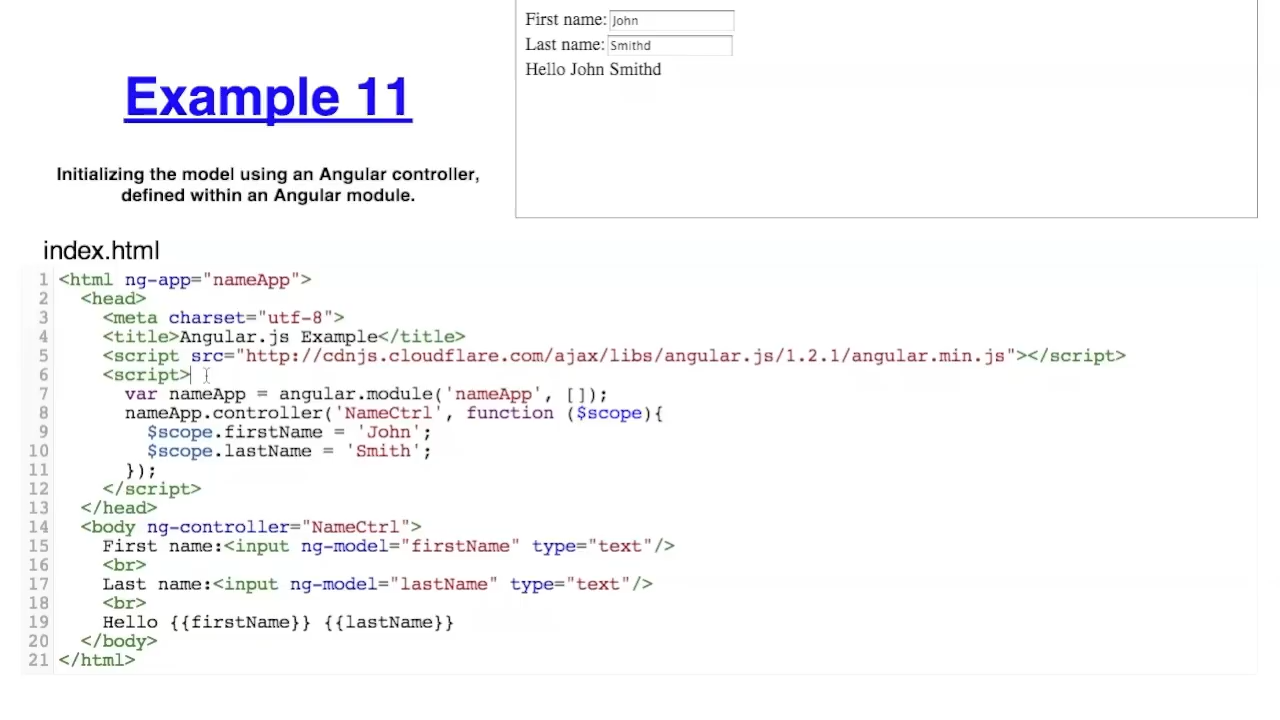 First name: John
Last name: Smithd
Hello John Smithd
Example 11
Initializing the model using an Angular controller,
defined within an Angular module.
index.html
1 <html ng-app="nameApp">
2   <head>
3     <meta charset="utf-8">
4     <title>Angular.js Example</title>
5     <script src="http://cdnjs.cloudflare.com/ajax/libs/angular.js/1.2.1/angular.min.js"></script>
6     <script>
7       var nameApp = angular.module('nameApp', []);
8       nameApp.controller('NameCtrl', function ($scope){
9         $scope.firstName = 'John';
10         $scope.lastName = 'Smith';
11       });
12     </script>
13   </head>
14   <body ng-controller="NameCtrl">
15     First name:<input ng-model="firstName" type="text"/>
16     <br>
17     Last name:<input ng-model="lastName" type="text"/>
18     <br>
19     Hello {{firstName}} {{lastName}}
20   </body>
21 </html>